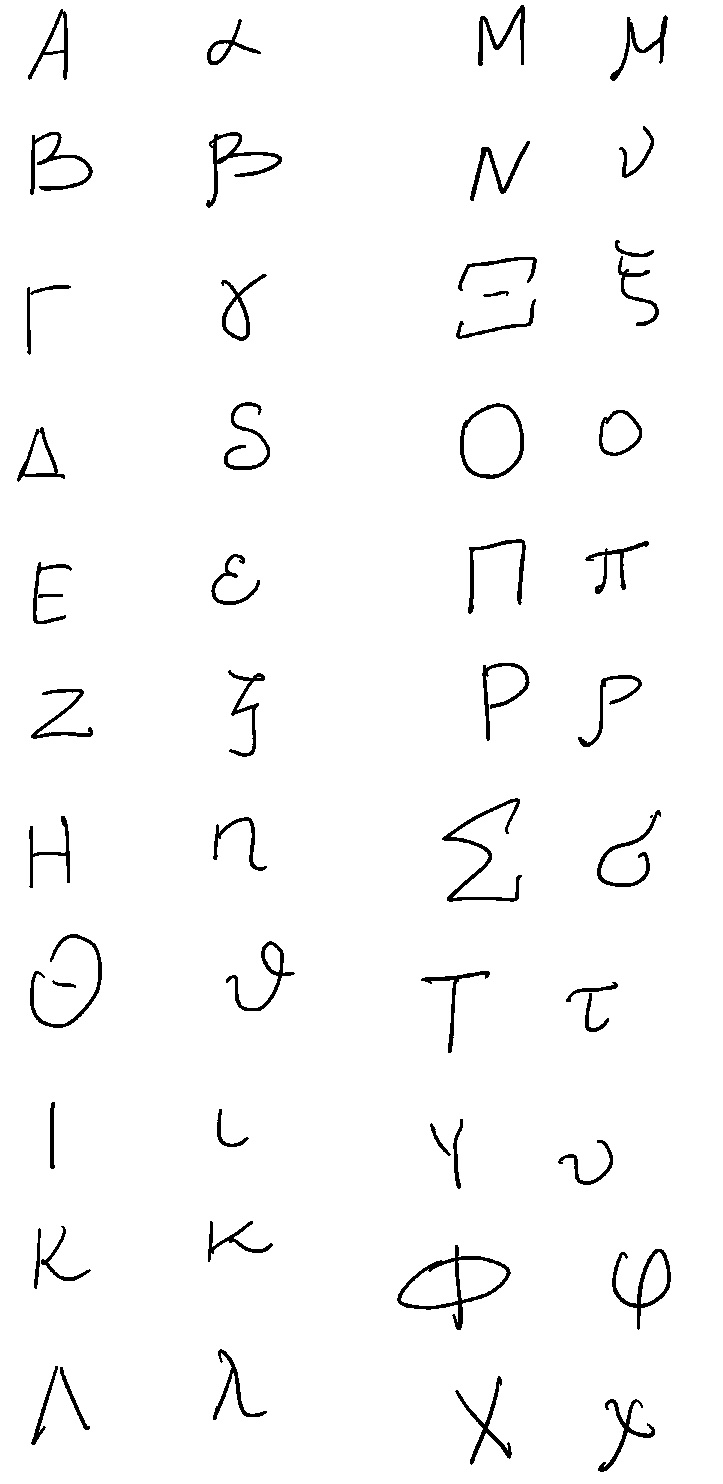 Α α Μ μ
Β β Ν ν
Γ γ Ξ ξ
Δ δ Ο ο
Ε ε Π π
Ζ ζ Ρ ρ
Η η Σ σ
Θ ϑ Τ τ
Ι ι Υ υ
Κ κ Φ φ
Λ λ Χ χ